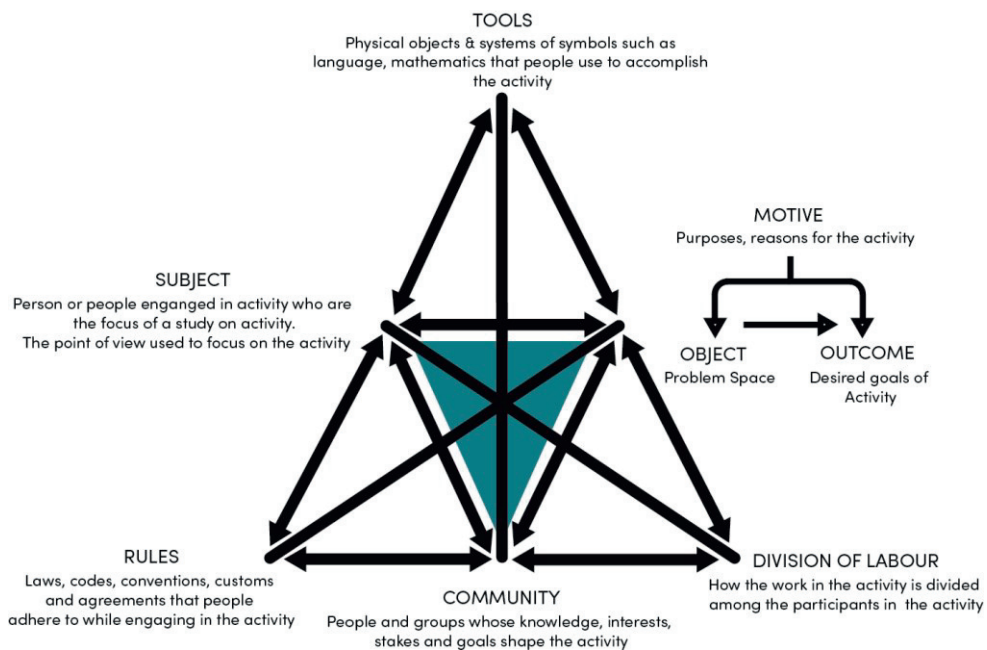 TOOLS
Physical objects & systems of symbols such as
language, mathematics that people use to accomplish
the activity
MOTIVE
Purposes, reasons for the activity
SUBJECT
Person or people enganged in activity who are
the focus of a study on activity.
The point of view used to focus on the activity
OBJECT
Problem Space
OUTCOME
Desired goals of
Activity
RULES
Laws, codes, conventions, customs
and agreements that people
adhere to while engaging in the activity
COMMUNITY
People and groups whose knowledge, interests,
stakes and goals shape the activity
DIVISION OF LABOUR
How the work in the activity is divided
among the participants in the activity